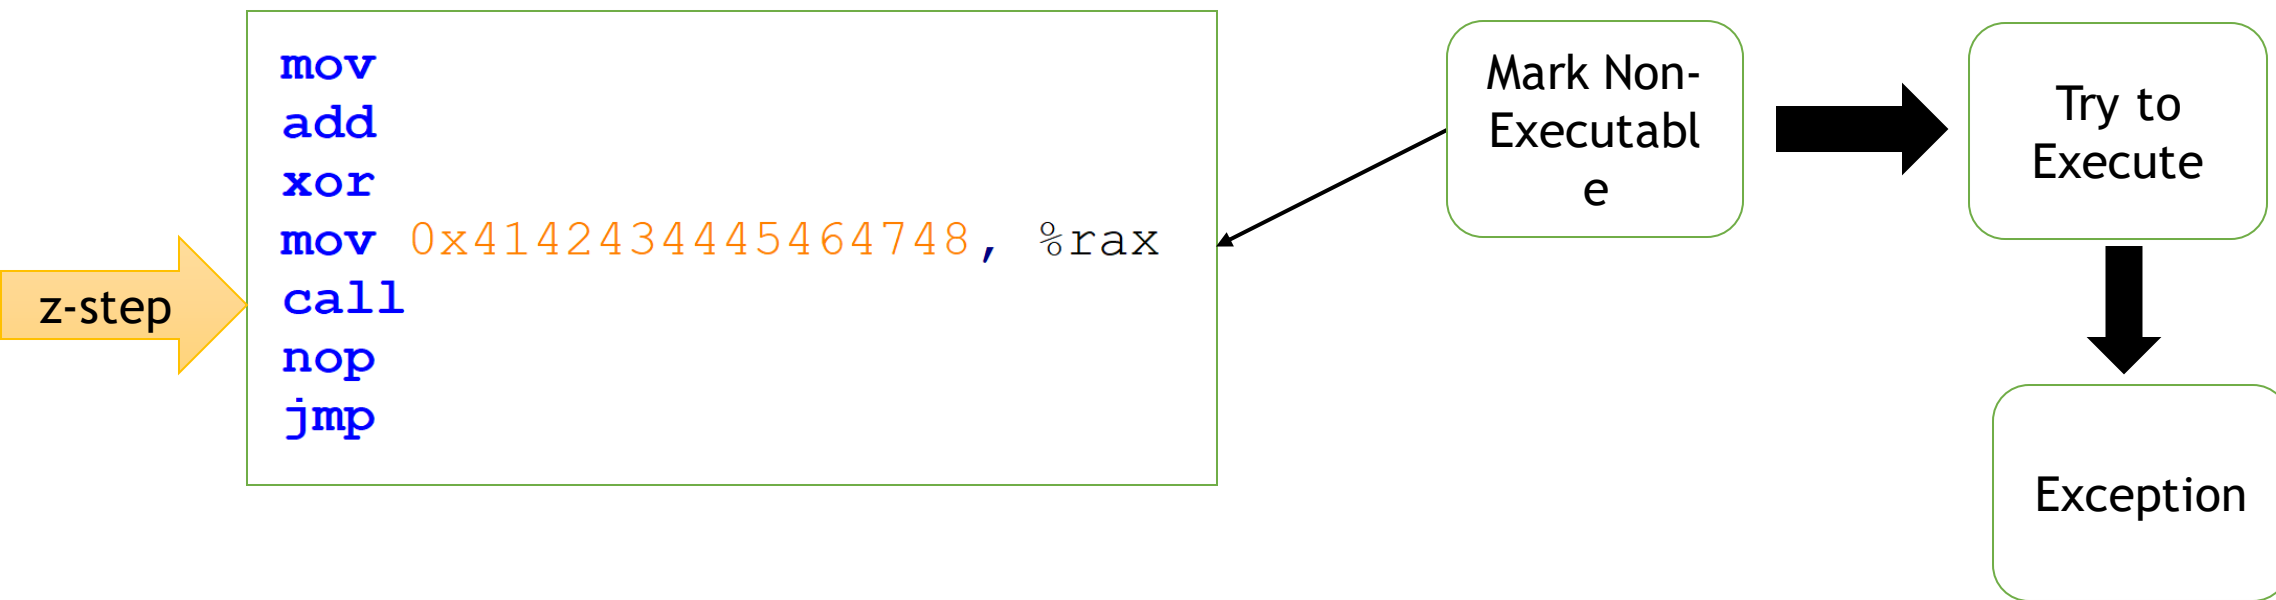 mov
add
xor
mov 0x4142434445464748, %rax
call
nop
jmp
z-step
Mark Non-
Executabl
e
Try to
Execute
Exception